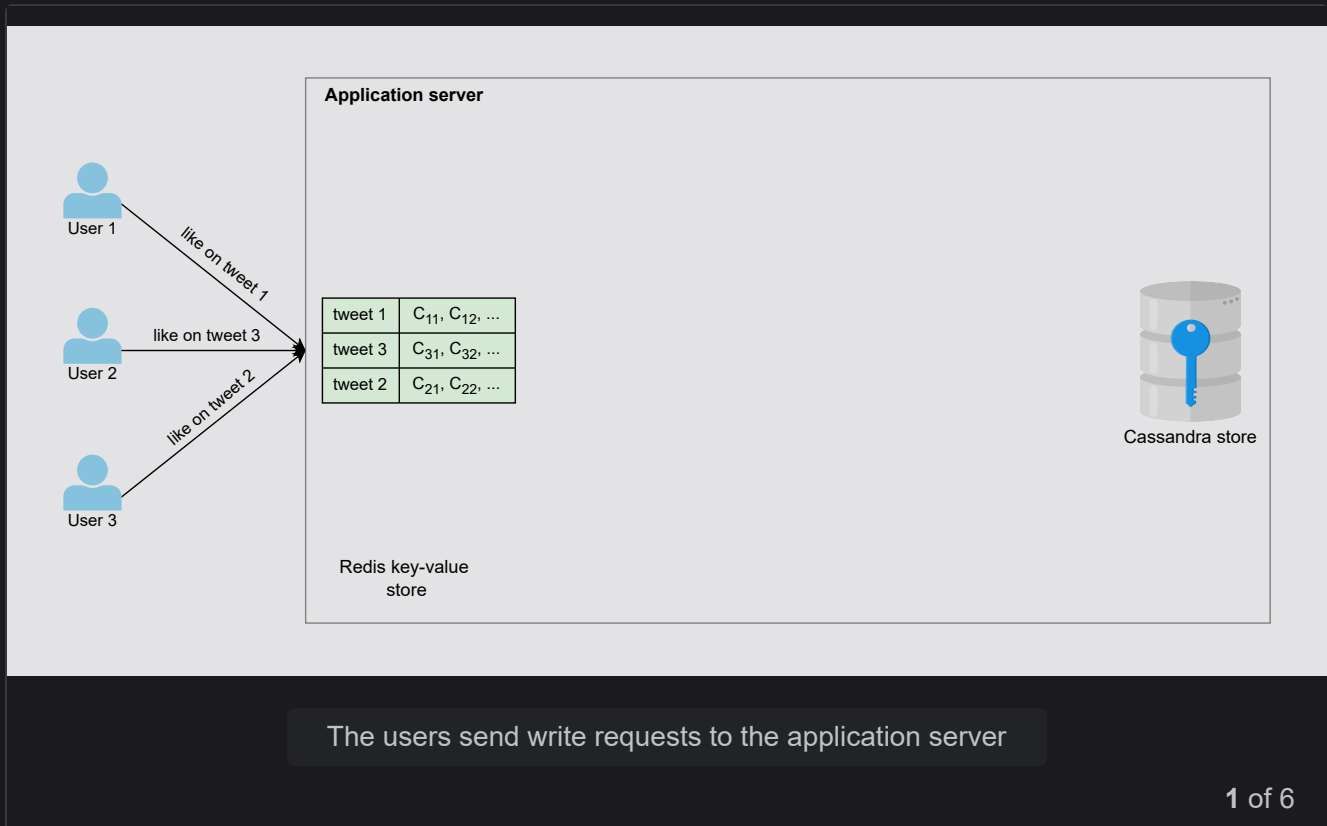 Application server
User 1
like on tweet 1
User 2
like on tweet 3
User 3
like on tweet 2
tweet 1 C11, C12, ...
tweet 3 C31, C32, ...
tweet 2 C21, C22, ...
Redis key-value
store
Cassandra store
The users send write requests to the application server
1 of 6